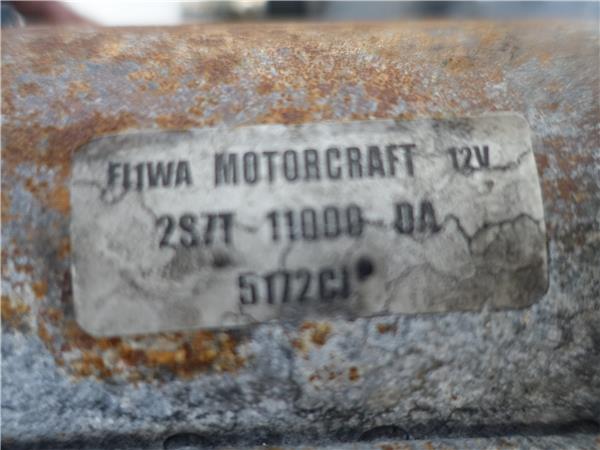 FI1WA MOTORCRAFT 12V
2S7T-11000-DA
5172CJ